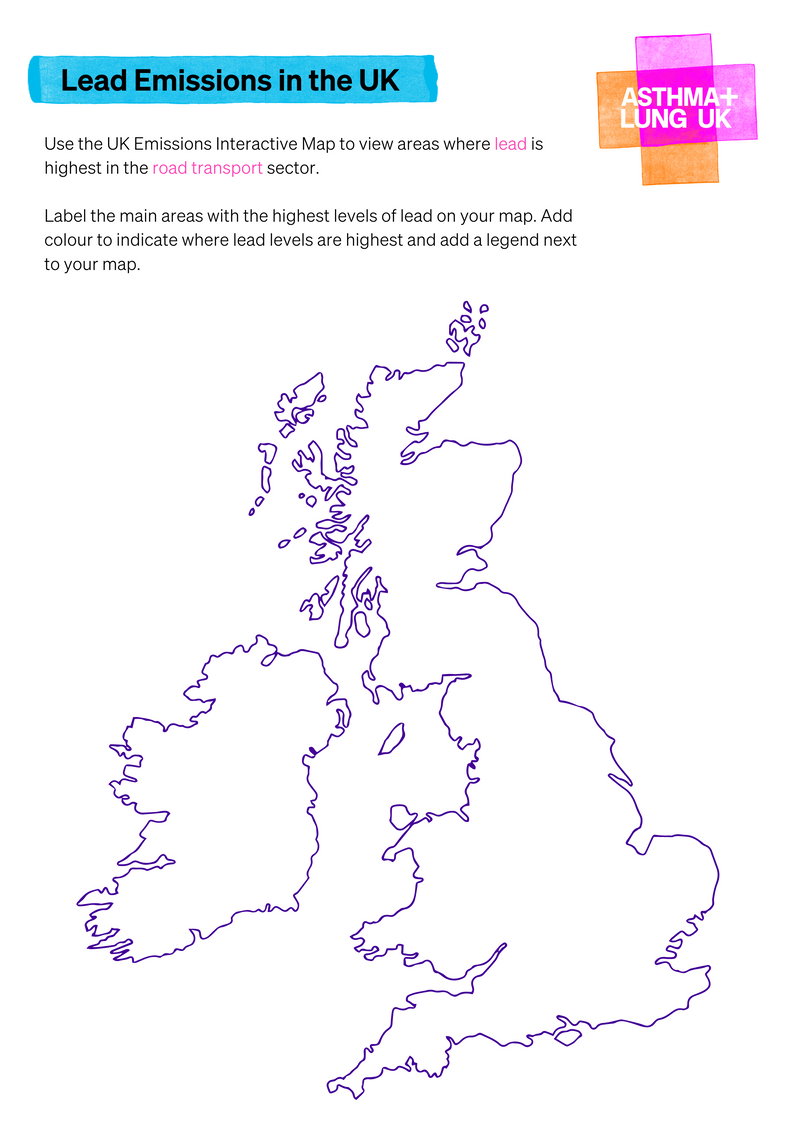 Lead Emissions in the UK
ASTHMA+
LUNG UK
Use the UK Emissions Interactive Map to view areas where lead is
highest in the road transport sector.
Label the main areas with the highest levels of lead on your map. Add
colour to indicate where lead levels are highest and add a legend next
to your map.